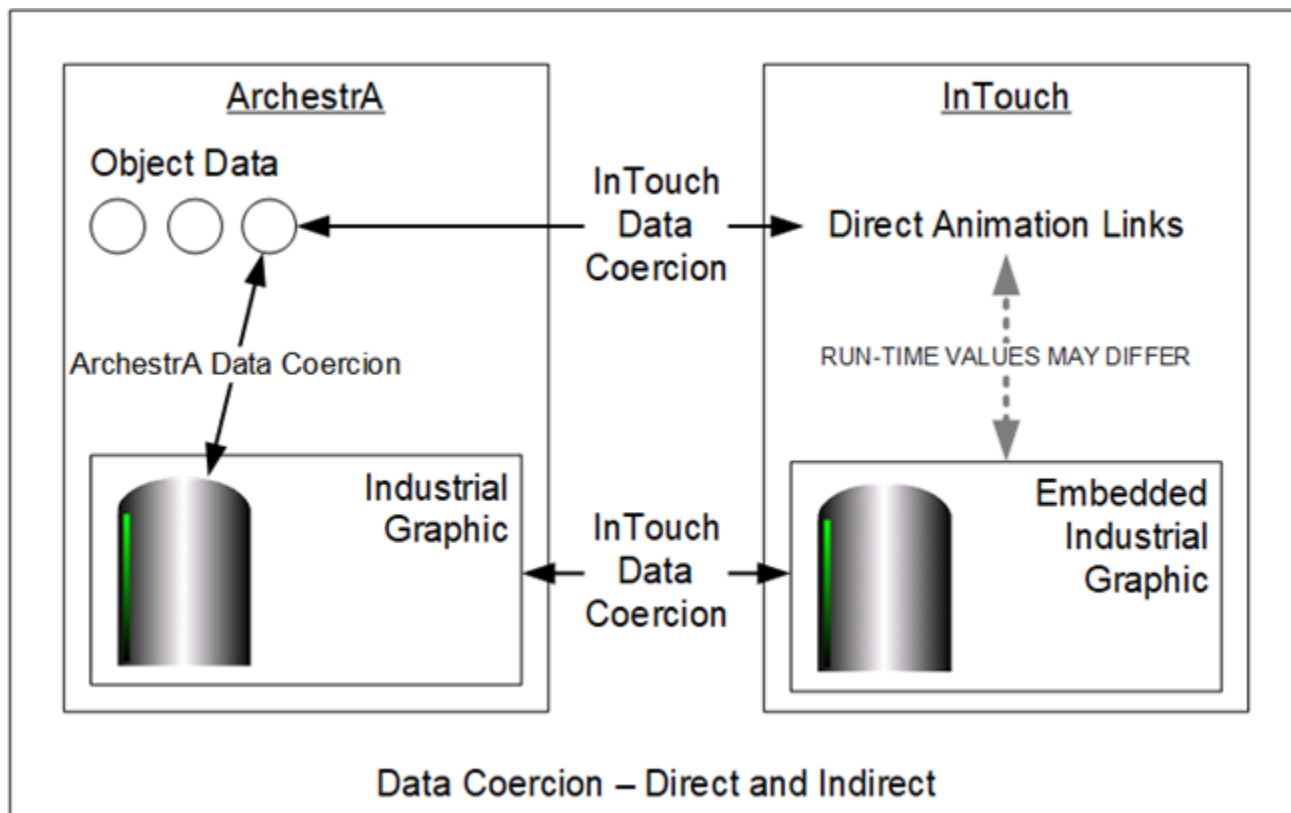 ArchestrA
Object Data
ArchestrA Data Coercion
Industrial
Graphic
InTouch
Data
Coercion
InTouch
Data
Coercion
InTouch
Direct Animation Links
RUN-TIME VALUES MAY DIFFER
Embedded
Industrial
Graphic
Data Coercion – Direct and Indirect